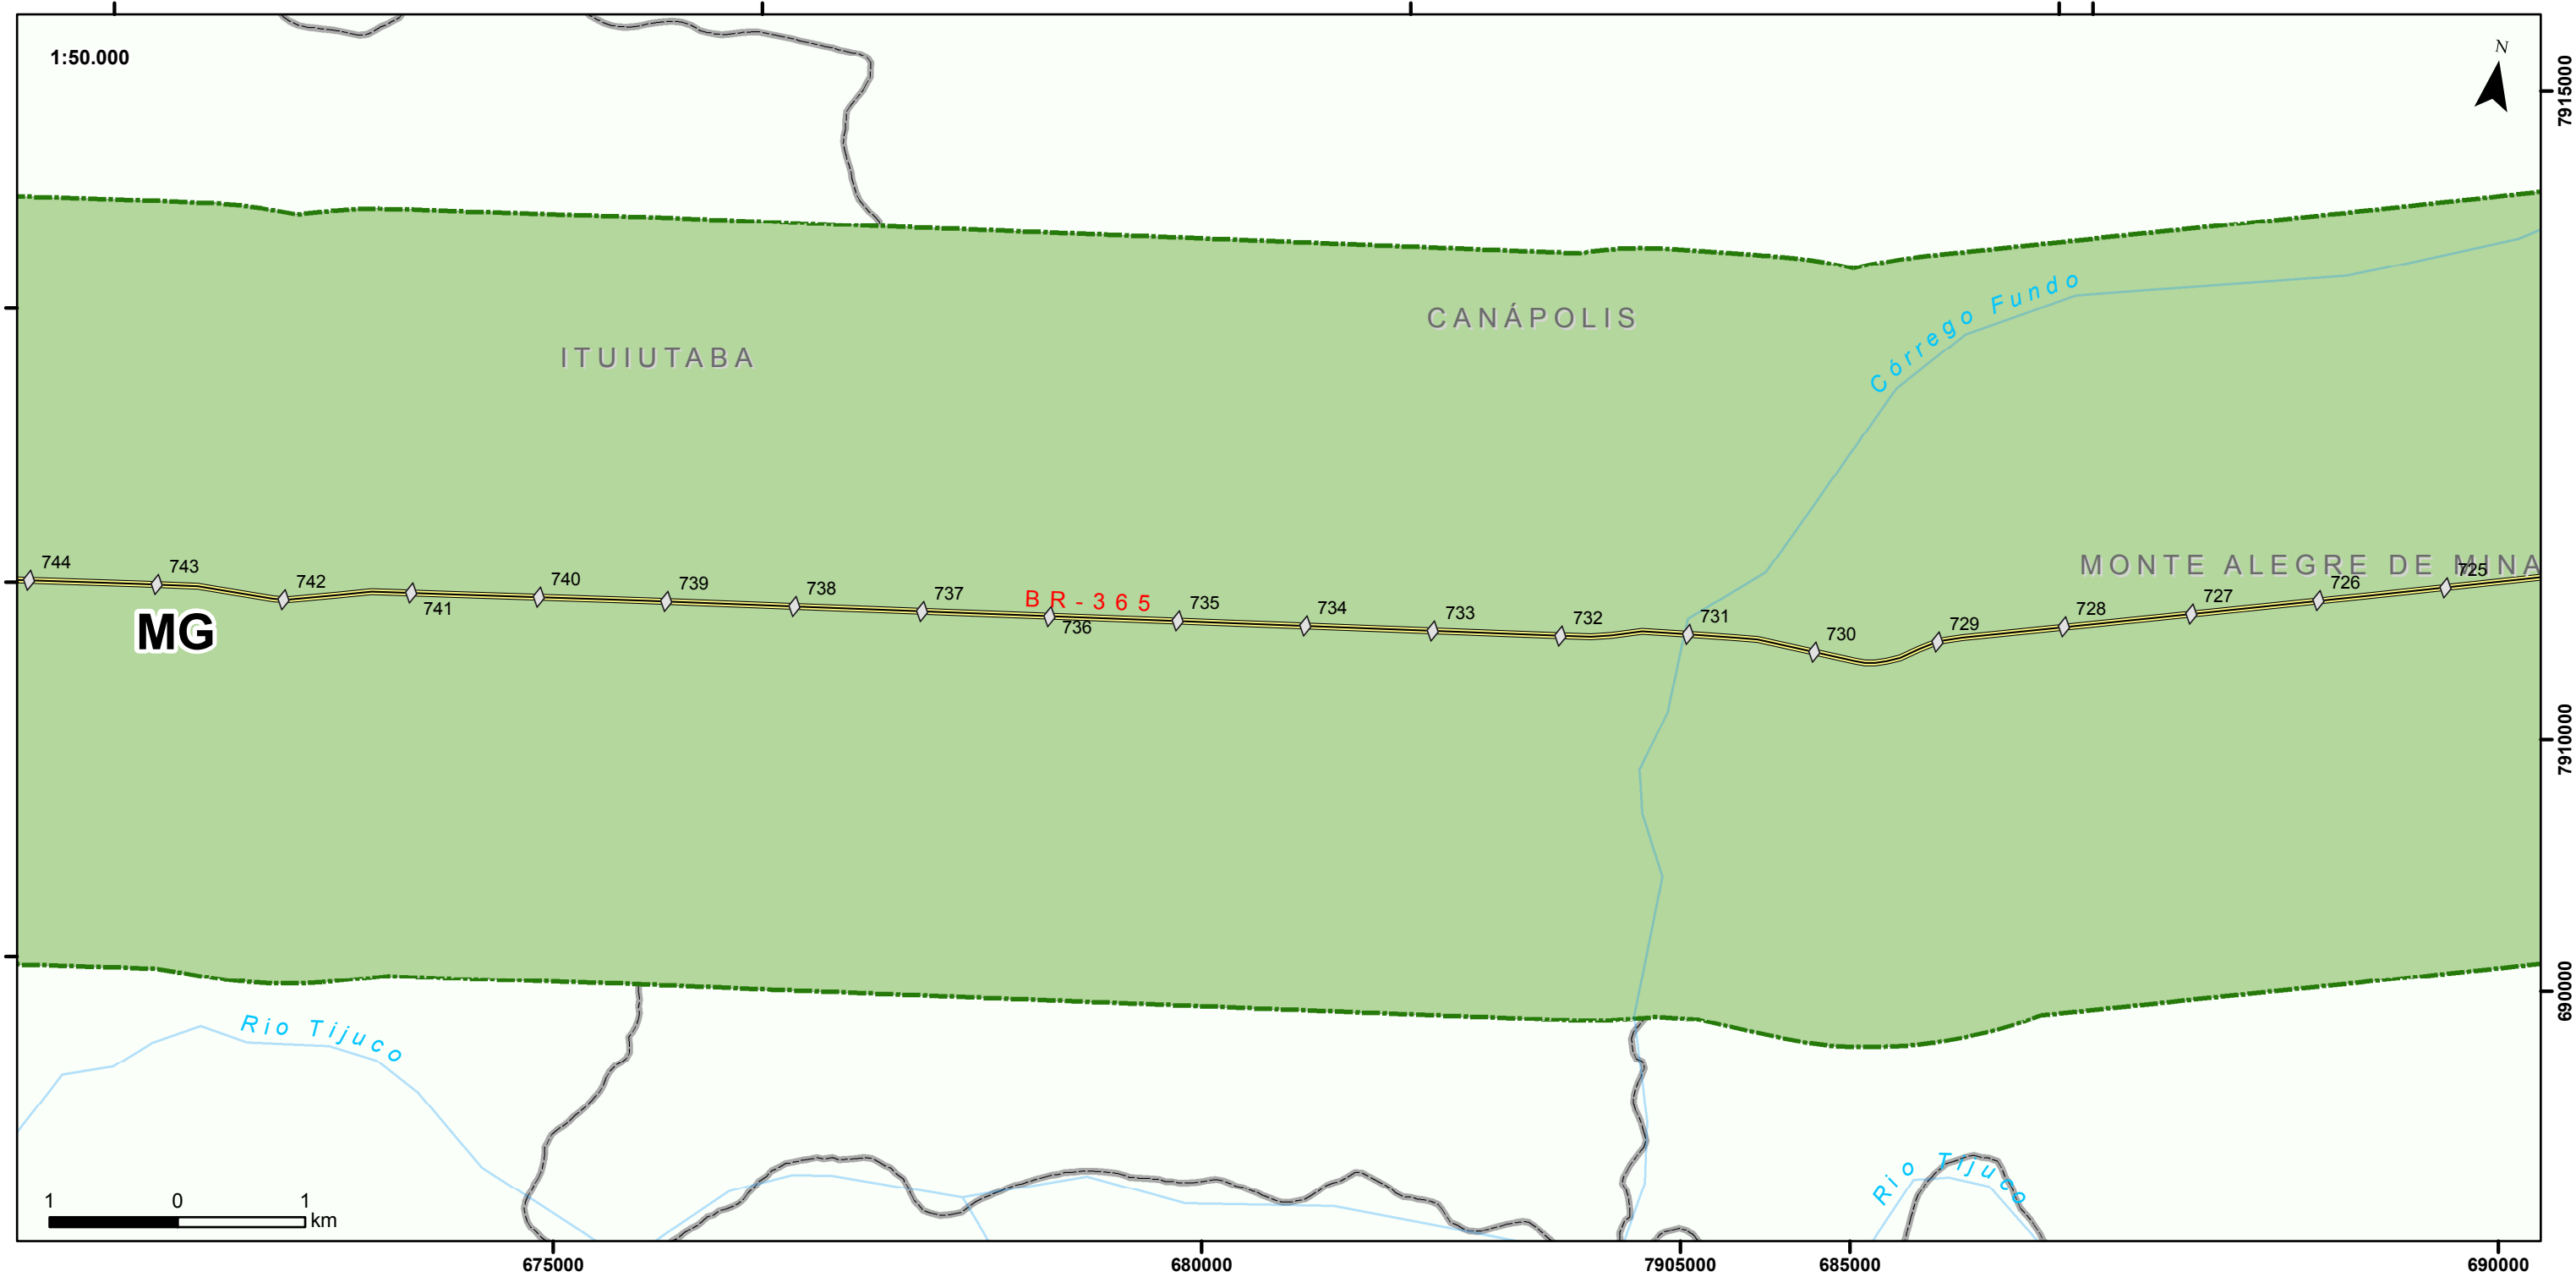 1:50.000
N
7915000
CANÁPOLIS
ITUIUTABA
Córrego Fundo
MONTE ALEGRE DE MINA
744
743
742
741
740
739
738
737
BR-365
736
735
734
733
732
731
730
729
728
727
726
725
MG
7910000
690000
Rio Tijuco
Rio Tijuco
1 0 1
km
675000
680000
7905000
685000
690000